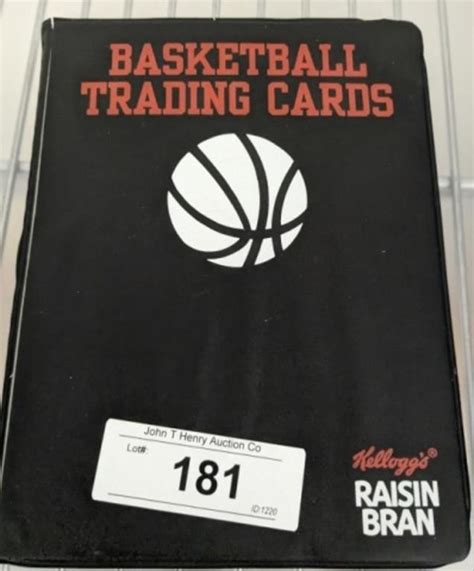 BASKETBALL
TRADING CARDS
John T Henry Auction Co
Lot#:
181
ID:1220
Kellogg's®
RAISIN
BRAN